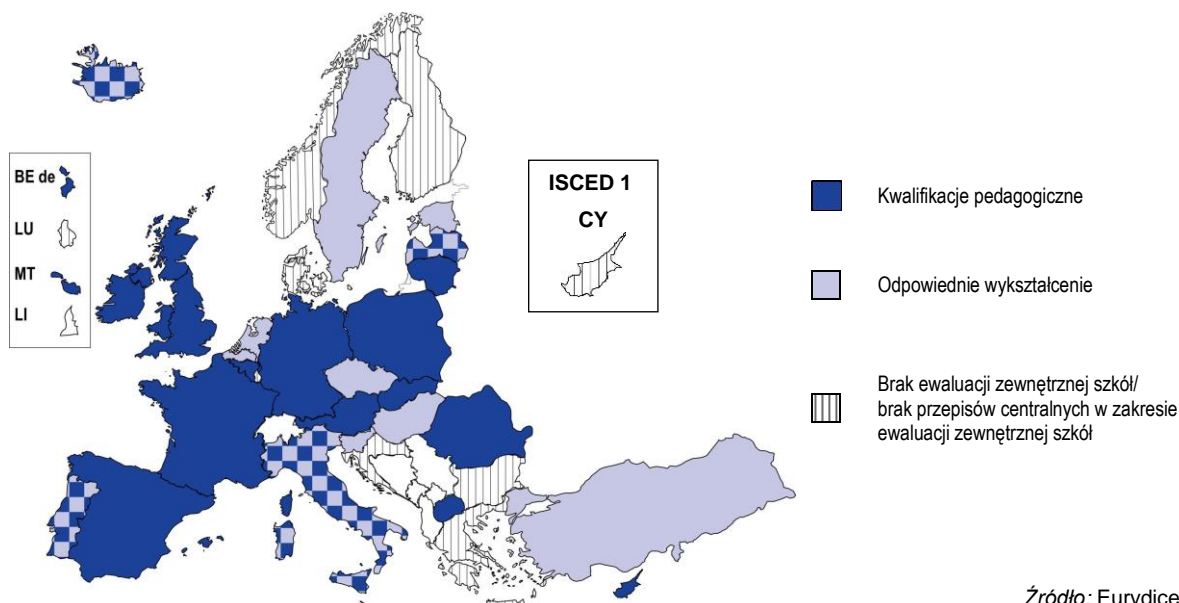 BE de
LU
MT
LI
ISCED 1
CY
Kwalifikacje pedagogiczne
Odpowiednie wykształcenie
Brak ewaluacji zewnętrznej szkół/
brak przepisów centralnych w zakresie
ewaluacji zewnętrznej szkół
Źródło: Eurydice